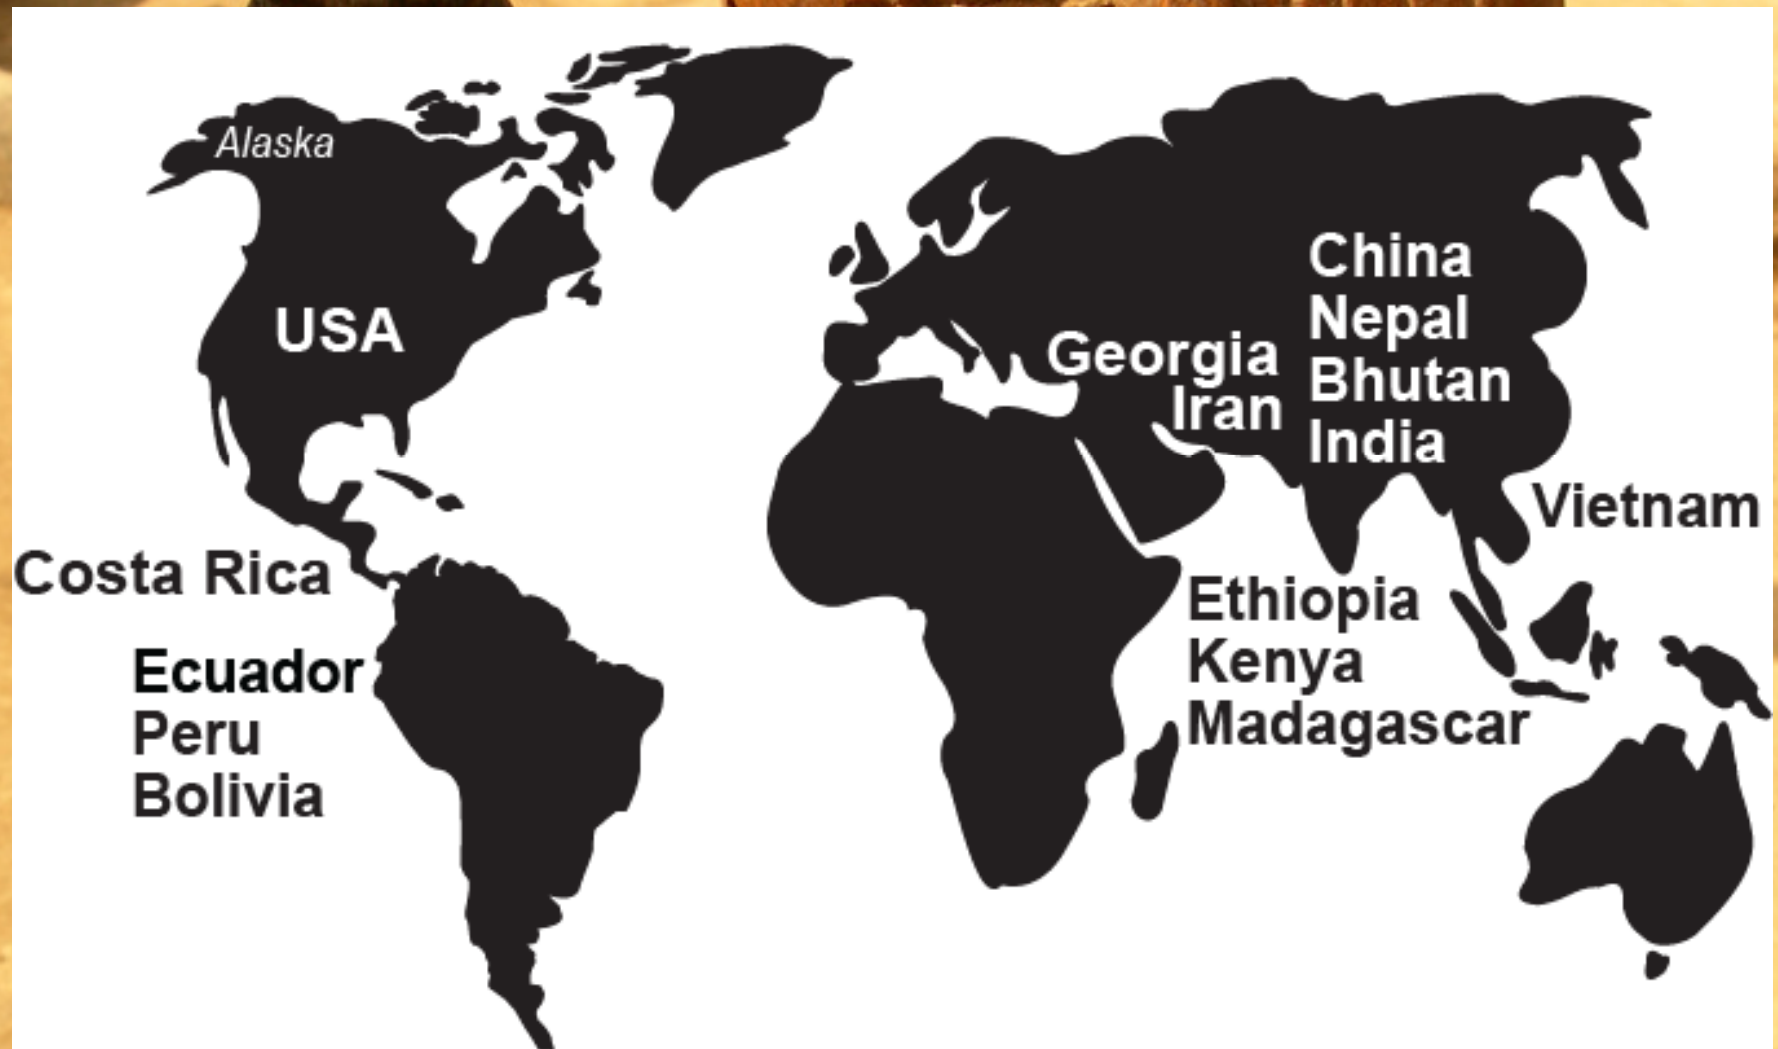 Alaska
USA
Costa Rica
Ecuador
Peru
Bolivia
Georgia
Iran
China
Nepal
Bhutan
India
Vietnam
Ethiopia
Kenya
Madagascar